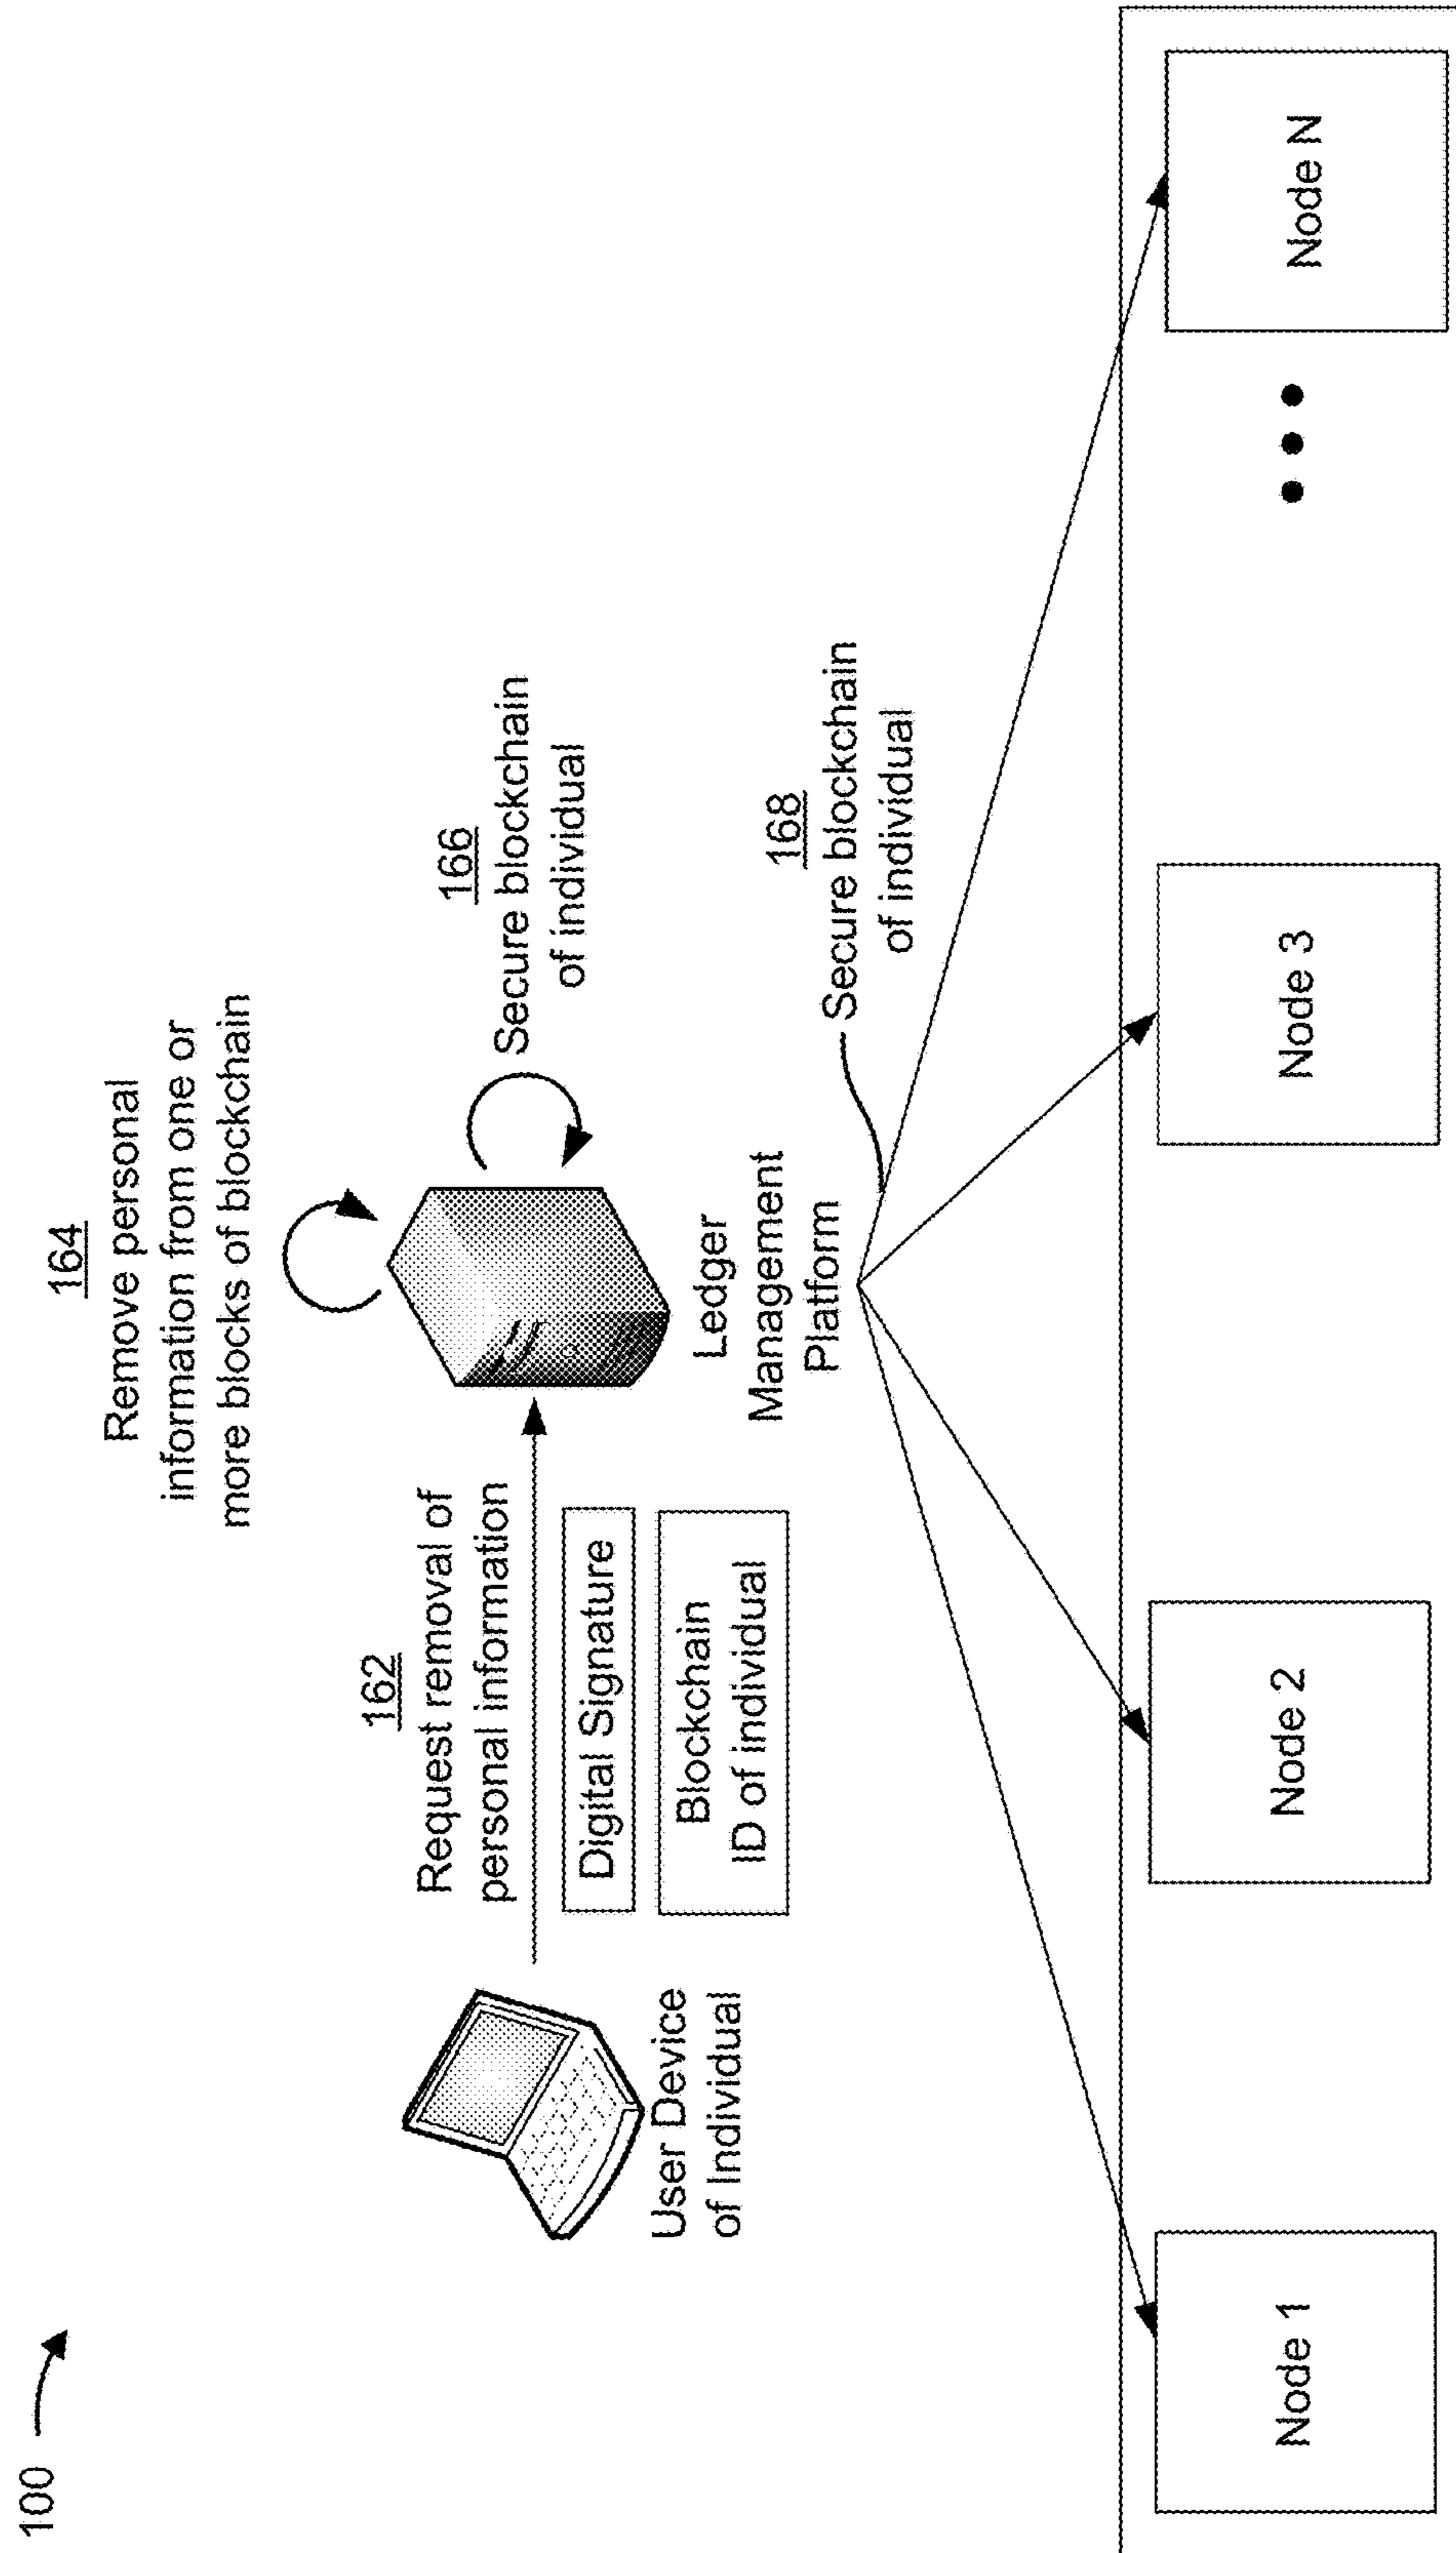 100
164
Remove personal
information from one or
more blocks of blockchain
162
Request removal of
personal information
Digital Signature
Blockchain
ID of individual
166
Secure blockchain
of individual
User Device
of Individual
Ledger
Management
Platform
168
Secure blockchain
of individual
Node 1
Node 2
Node 3
Node N